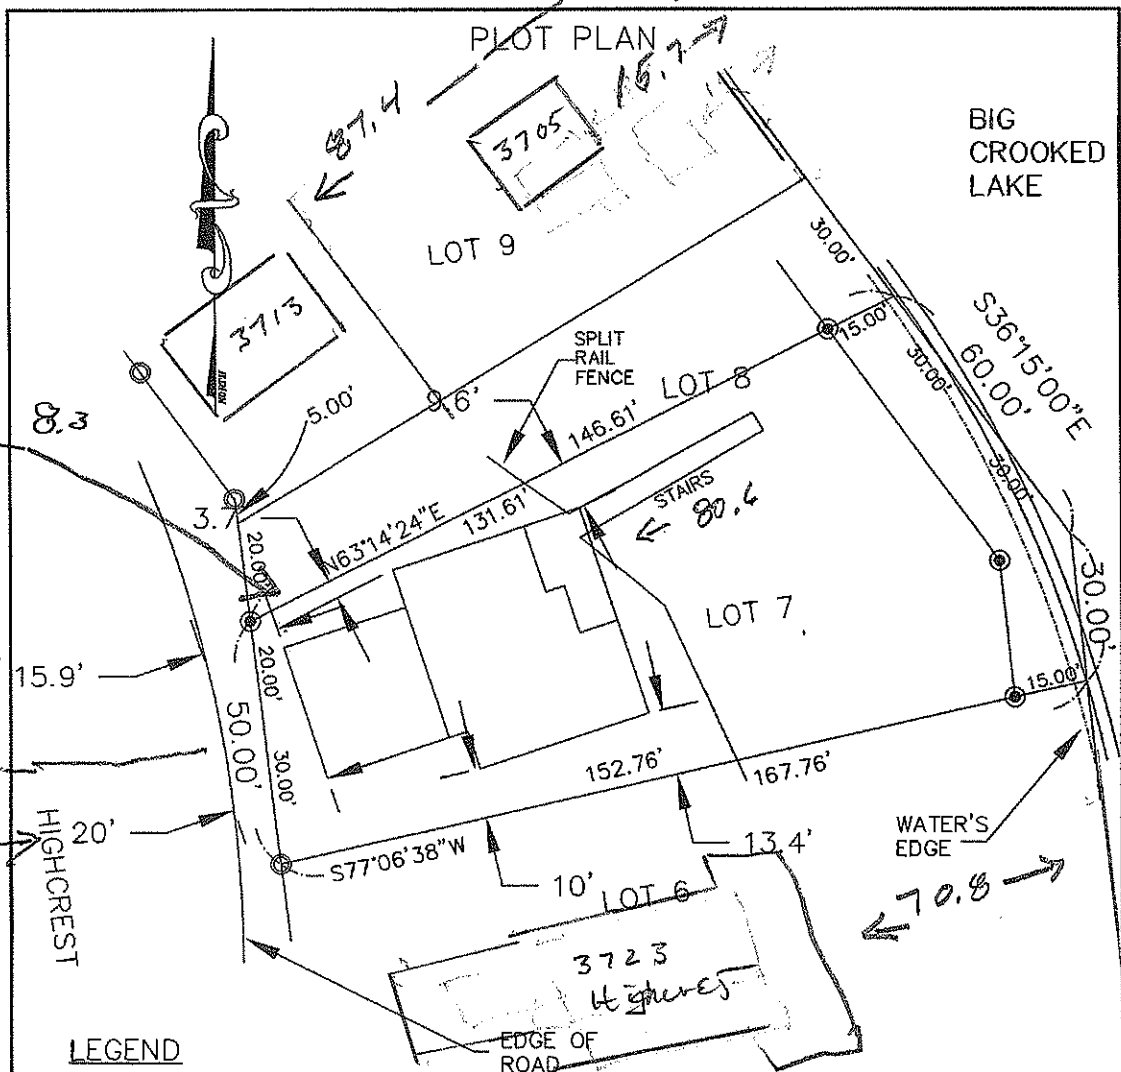 PLOT PLAN
87.4
15.7
3705
BIG
CROOKED
LAKE
LOT 9
30.00'
3713
SPLIT
RAIL
FENCE
S36°15'00"E
60.00'
15.00'
30.00'
LOT 8
8.3
5.00'
9.6'
146.61'
30.00'
STAIRS
80.6
131.61'
N63°14'24"E
20.00'
30.00'
LOT 7
15.9'
20.00'
15.00'
50.00'
30.00'
152.76'
167.76'
HIGHCREST
20'
S77°06'38"W
13.4'
WATER'S
EDGE
10'
LOT 6
70.8
3723
EDGE OF
ROAD
LEGEND